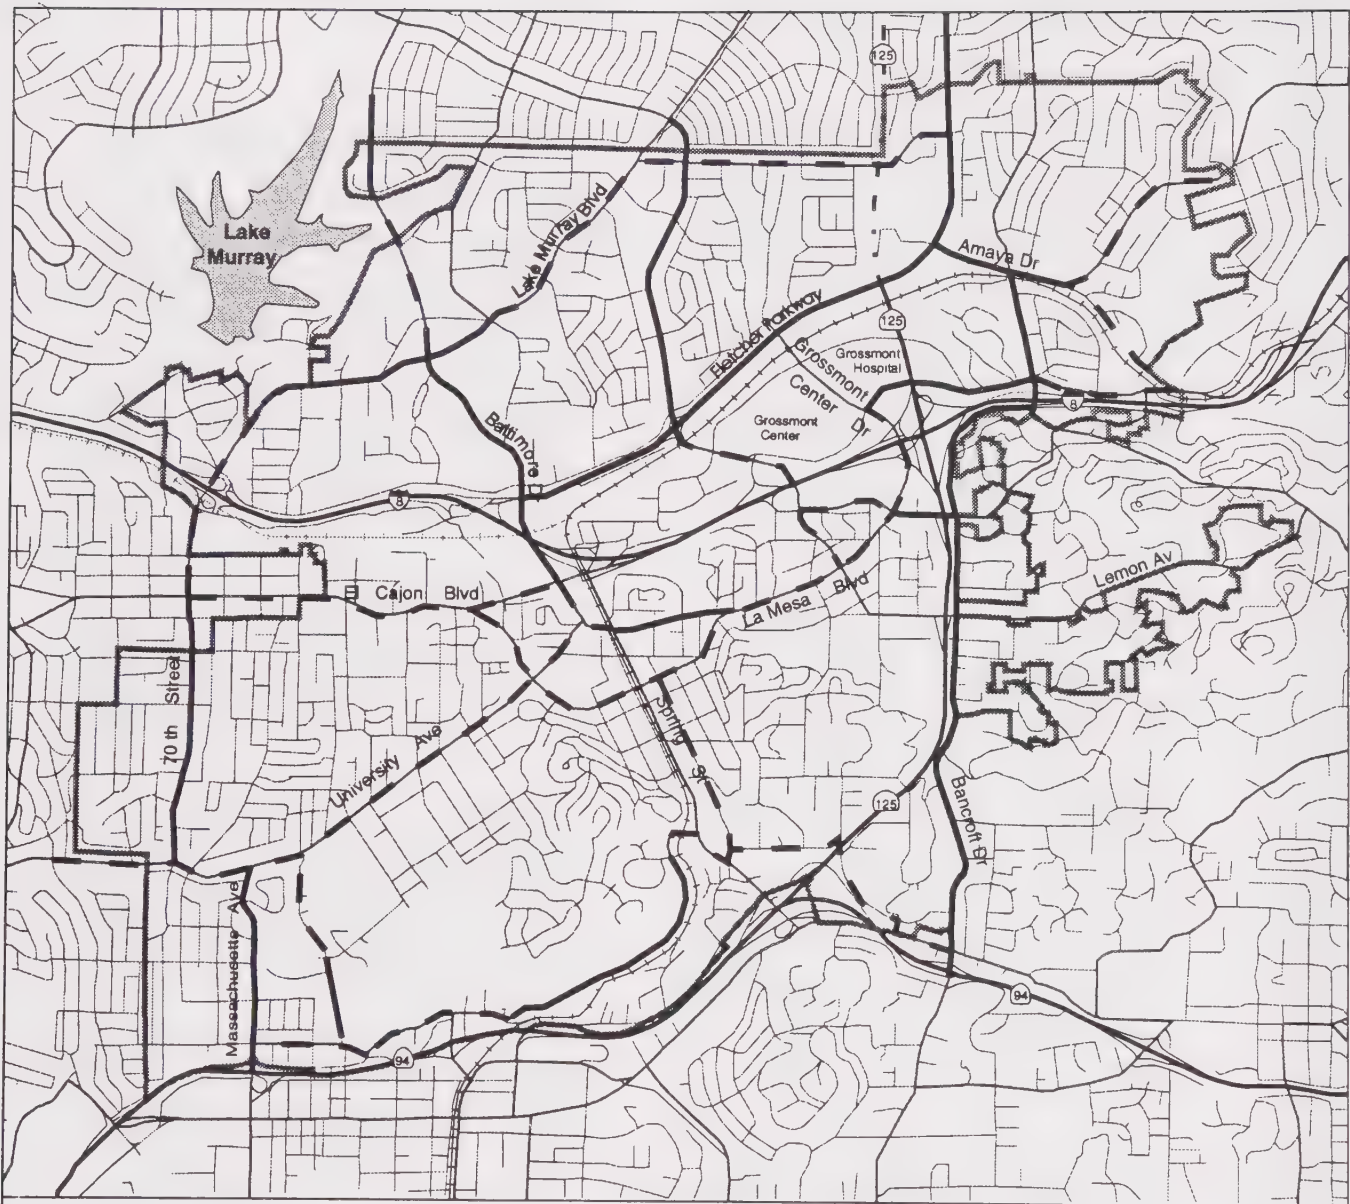 125
Lake
Murray
Lake Murray Blvd
Amaya Dr
Fletcher Parkway
125
Grossmont
Center
Dr
Grossmont
Hospital
Grossmont
Center
8
Baltimore
8
El Cajon Blvd
La Mesa Blvd
Lemon Av
70 th Street
University Ave
Spring St
125
Bancroft Dr
Massachusetts Ave
94
94